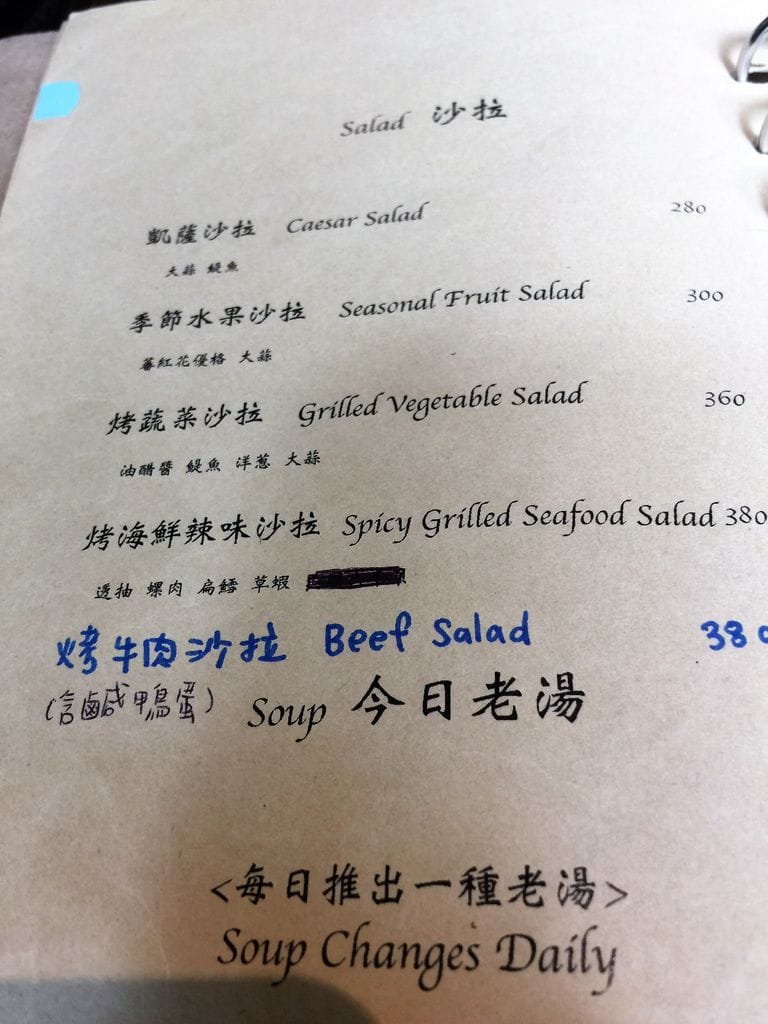 Salad 沙拉
凱薩沙拉 Caesar Salad 280
大蒜 鯷魚
季節水果沙拉 Seasonal Fruit Salad 300
蕃紅花優格 大蒜
烤蔬菜沙拉 Grilled Vegetable Salad 360
油醋醬 鯷魚 洋蔥 大蒜
烤海鮮辣味沙拉 Spicy Grilled Seafood Salad 380
透抽 螺肉 扁鱈 草蝦
烤牛肉沙拉 Beef Salad 380
(含鹹鴨蛋)
Soup 今日老湯
<每日推出一種老湯>
Soup Changes Daily